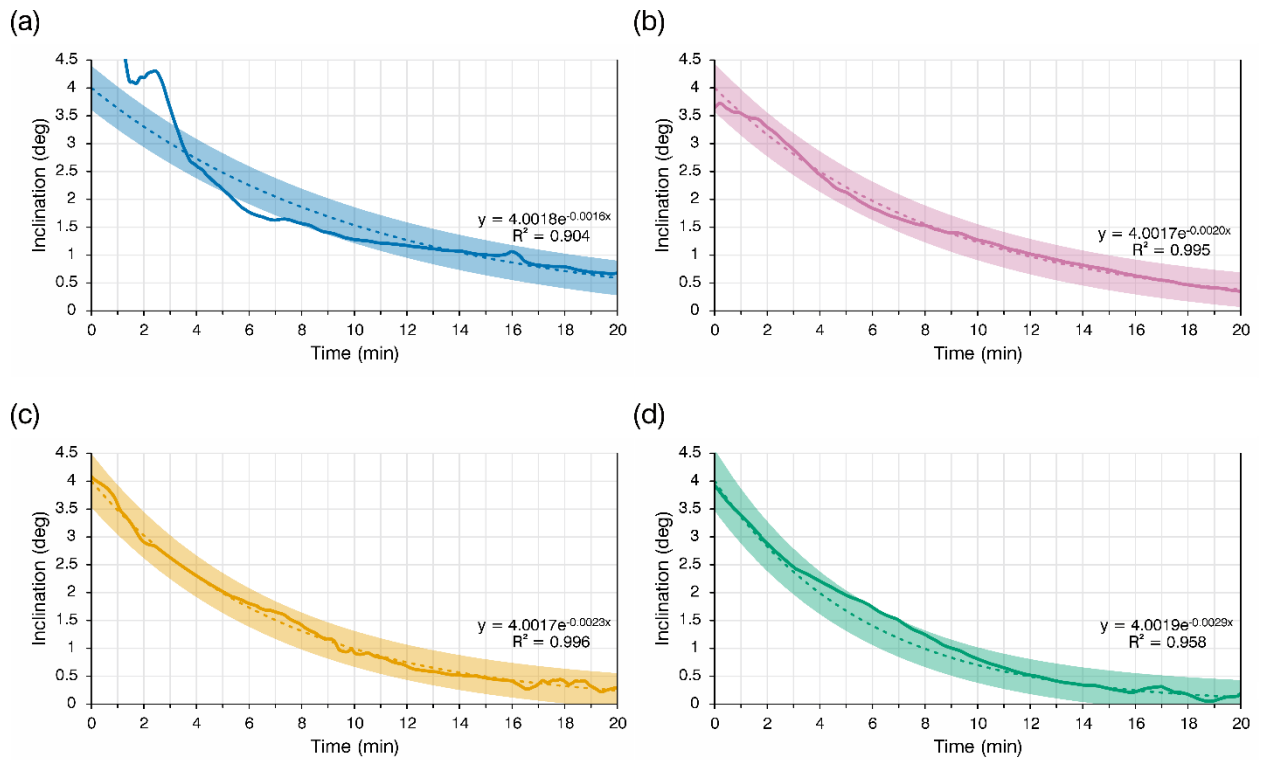 (a)
4.5
4
3.5
3
2.5
2
1.5
1
0.5
0
Inclination (deg)
y = 4.0018e^-0.0016x
R² = 0.904
0 2 4 6 8 10 12 14 16 18 20
Time (min)
(b)
4.5
4
3.5
3
2.5
2
1.5
1
0.5
0
Inclination (deg)
y = 4.0017e^-0.0020x
R² = 0.995
0 2 4 6 8 10 12 14 16 18 20
Time (min)
(c)
4.5
4
3.5
3
2.5
2
1.5
1
0.5
0
Inclination (deg)
y = 4.0017e^-0.0023x
R² = 0.996
0 2 4 6 8 10 12 14 16 18 20
Time (min)
(d)
4.5
4
3.5
3
2.5
2
1.5
1
0.5
0
Inclination (deg)
y = 4.0019e^-0.0029x
R² = 0.958
0 2 4 6 8 10 12 14 16 18 20
Time (min)